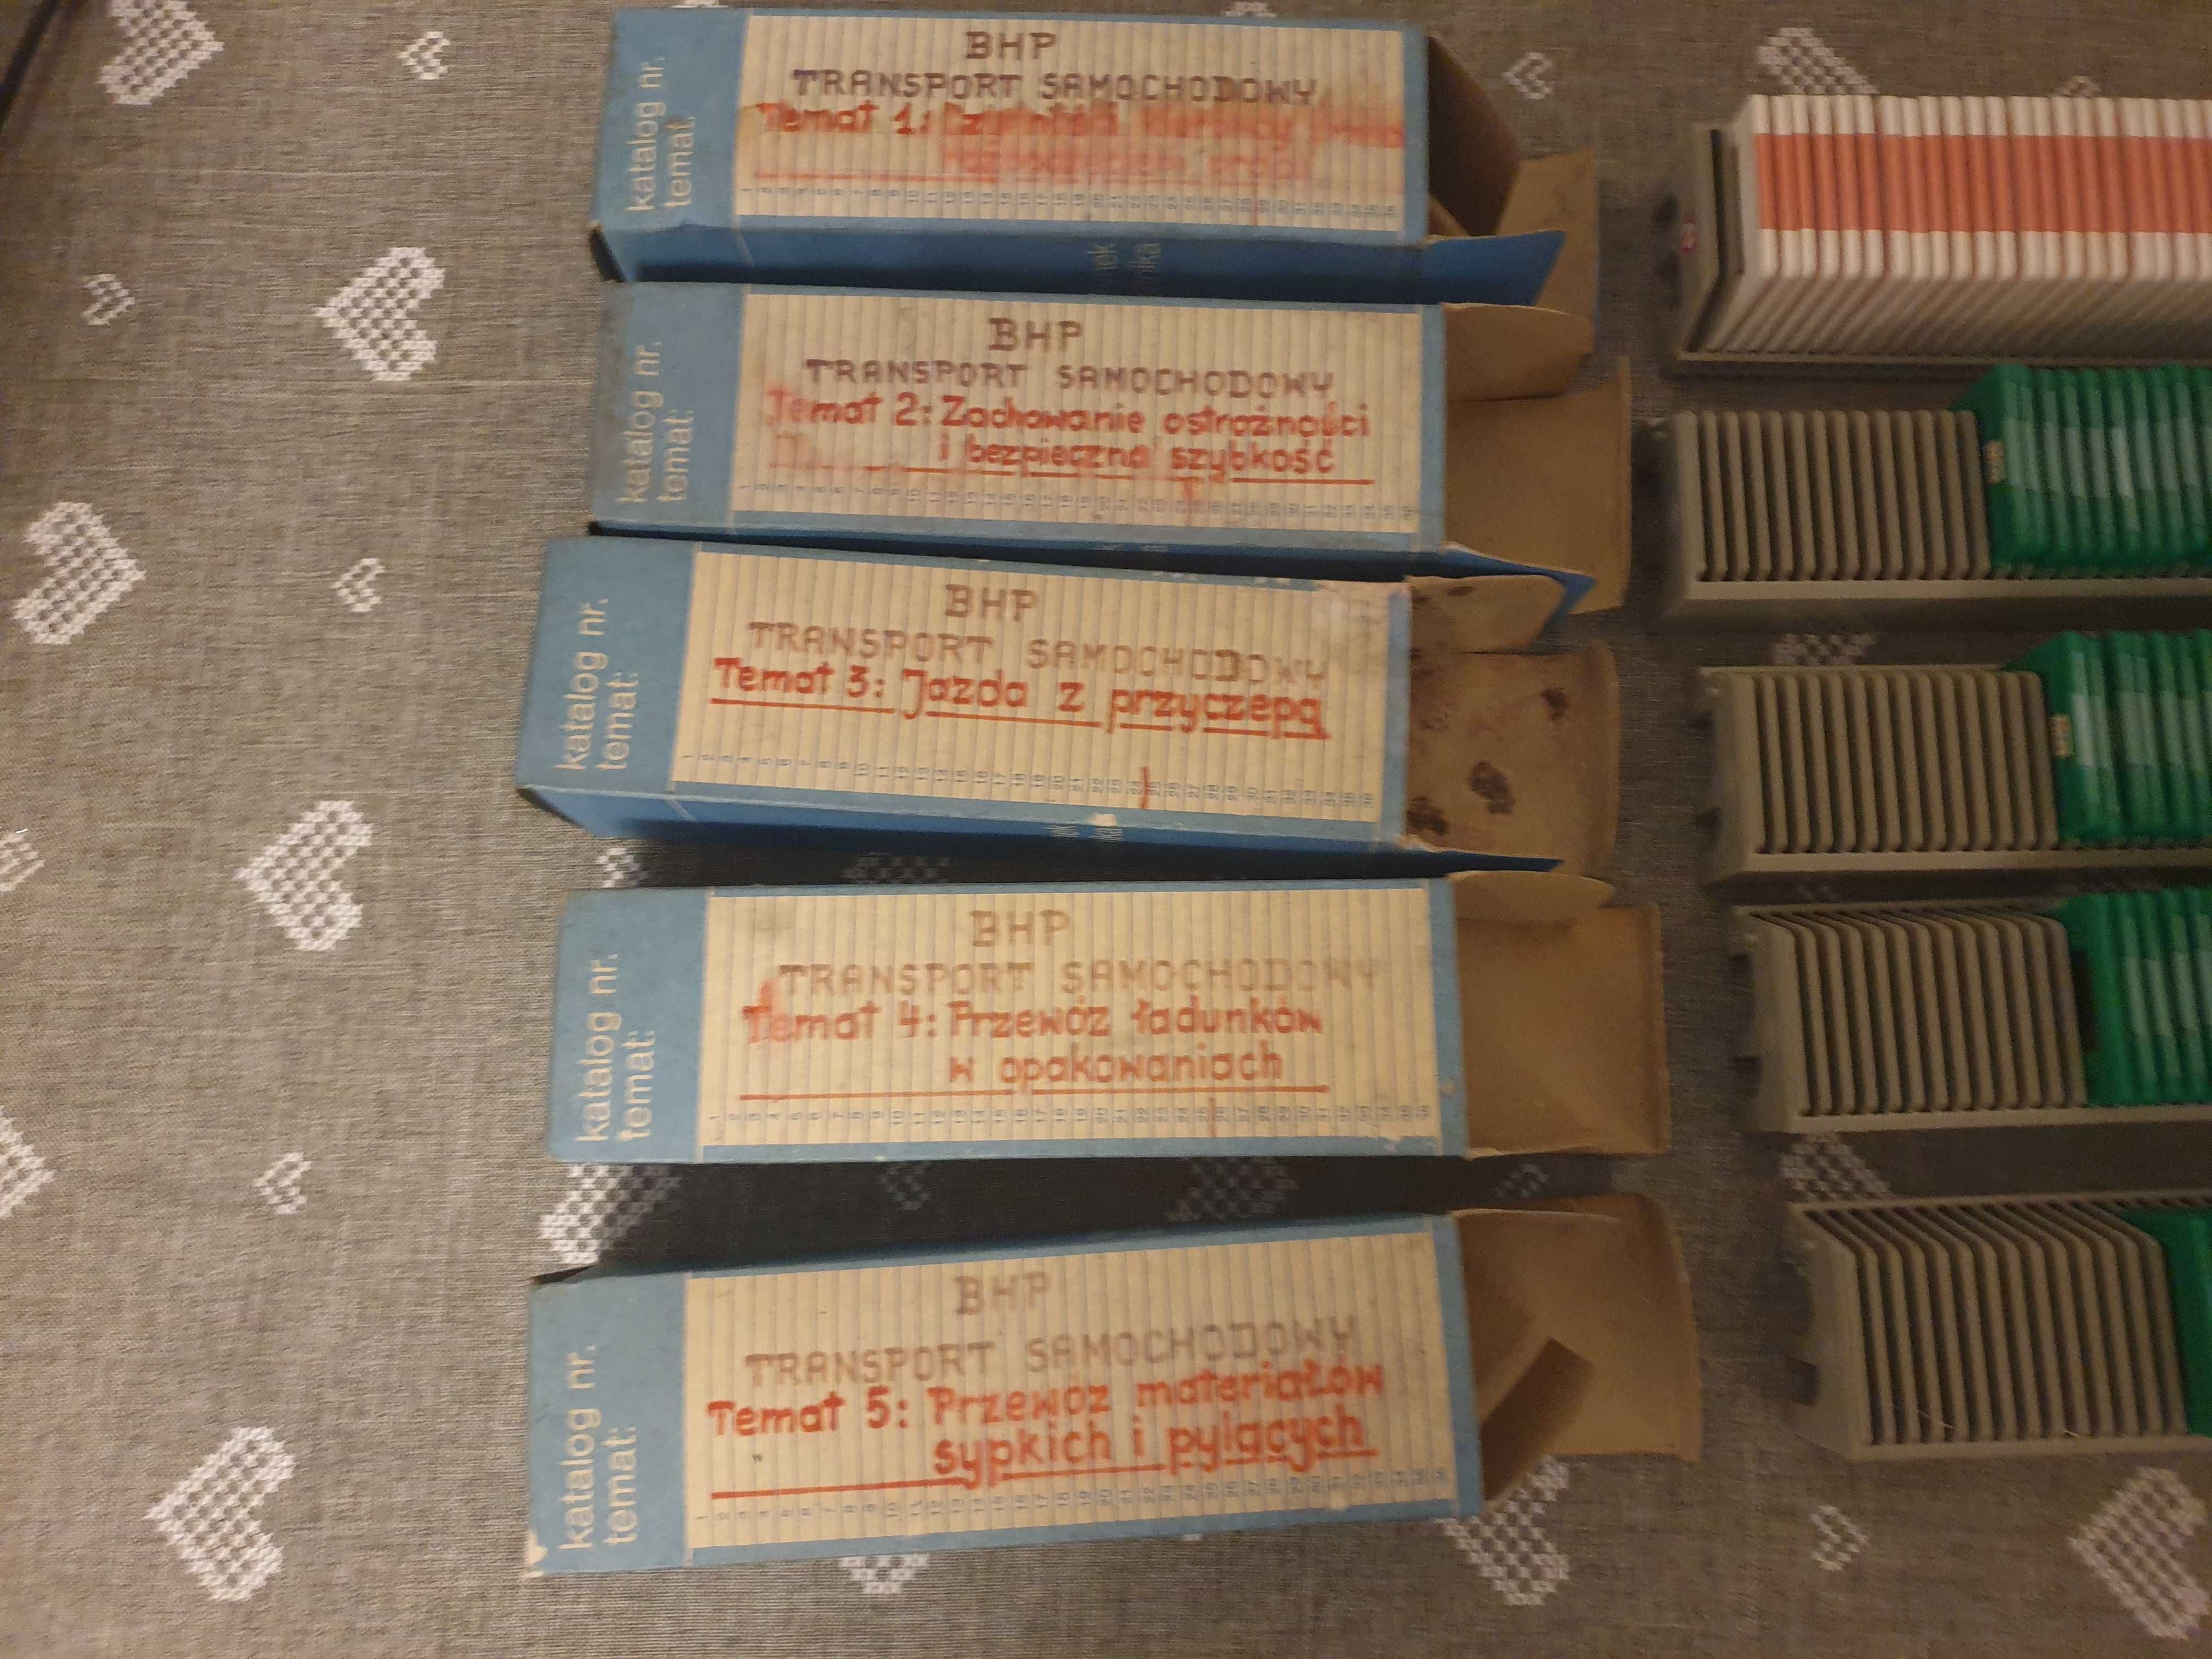 katalog nr.
temat:
BHP
TRANSPORT SAMOCHODOWY
Temat 1:
nek
nika
katalog nr.
temat:
BHP
TRANSPORT SAMOCHODOWY
Temat 2: Zachowanie ostrożności
i bezpieczna szybkość
katalog nr.
temat:
BHP
TRANSPORT SAMOCHODOWY
Temat 3: Jazda z przyczepą
katalog nr.
temat:
BHP
TRANSPORT SAMOCHODOWY
Temat 4: Przewóz ładunków
w opakowaniach
katalog nr.
temat:
BHP
TRANSPORT SAMOCHODOWY
Temat 5: Przewóz materiałów
sypkich i pylących